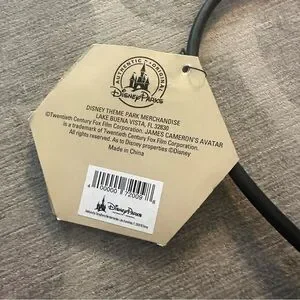 AUTHENTIC ORIGINAL
Disney Parks
DISNEY THEME PARK MERCHANDISE
LAKE BUENA VISTA, FL 32830
©Twentieth Century Fox Film Corporation. JAMES CAMERON'S AVATAR
is a trademark of Twentieth Century Fox Film Corporation.
All rights reserved. As to Disney properties ©Disney
Made in China
Disney Parks